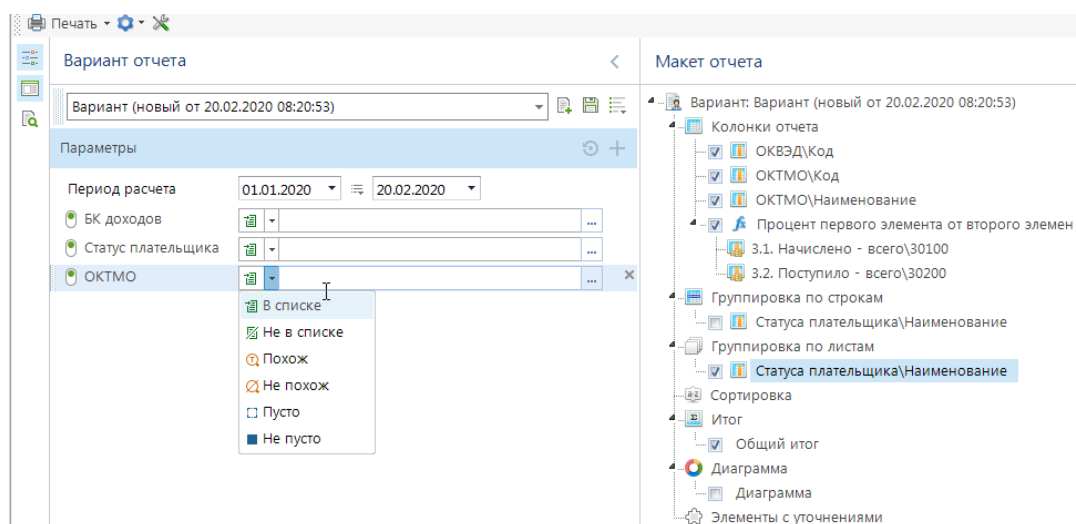 Печать
Вариант отчета
Вариант (новый от 20.02.2020 08:20:53)
Параметры
Период расчета 01.01.2020 20.02.2020
БК доходов ...
Статус плательщика ...
ОКТМО ...
В списке
Не в списке
Похож
Не похож
Пусто
Не пусто
Макет отчета
Вариант: Вариант (новый от 20.02.2020 08:20:53)
Колонки отчета
ОКВЭД\Код
ОКТМО\Код
ОКТМО\Наименование
Процент первого элемента от второго элемен
3.1. Начислено - всего\30100
3.2. Поступило - всего\30200
Группировка по строкам
Статуса плательщика\Наименование
Группировка по листам
Статуса плательщика\Наименование
Сортировка
Итог
Общий итог
Диаграмма
Диаграмма
Элементы с уточнениями